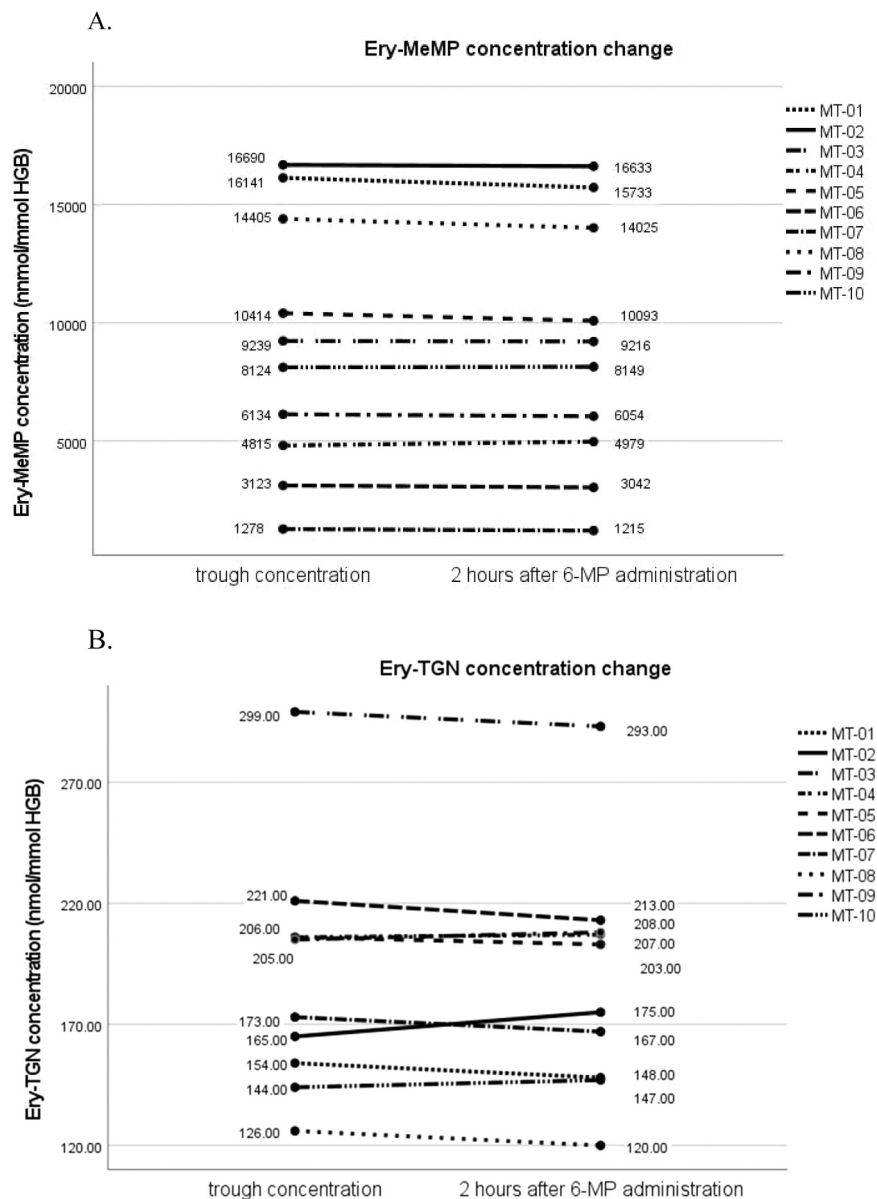 A.
Ery-MeMP concentration change
Ery-MeMP concentration (nnmol/mmol HGB)
20000
15000
10000
5000
16690
16141
14405
10414
9239
8124
6134
4815
3123
1278
16633
15733
14025
10093
9216
8149
6054
4979
3042
1215
trough concentration
2 hours after 6-MP administration
MT-01
MT-02
MT-03
MT-04
MT-05
MT-06
MT-07
MT-08
MT-09
MT-10
B.
Ery-TGN concentration change
Ery-TGN concentration (nmol/mmol HGB)
270.00
220.00
170.00
120.00
299.00
221.00
206.00
205.00
173.00
165.00
154.00
144.00
126.00
293.00
213.00
208.00
207.00
203.00
175.00
167.00
148.00
147.00
120.00
trough concentration
2 hours after 6-MP administration
MT-01
MT-02
MT-03
MT-04
MT-05
MT-06
MT-07
MT-08
MT-09
MT-10